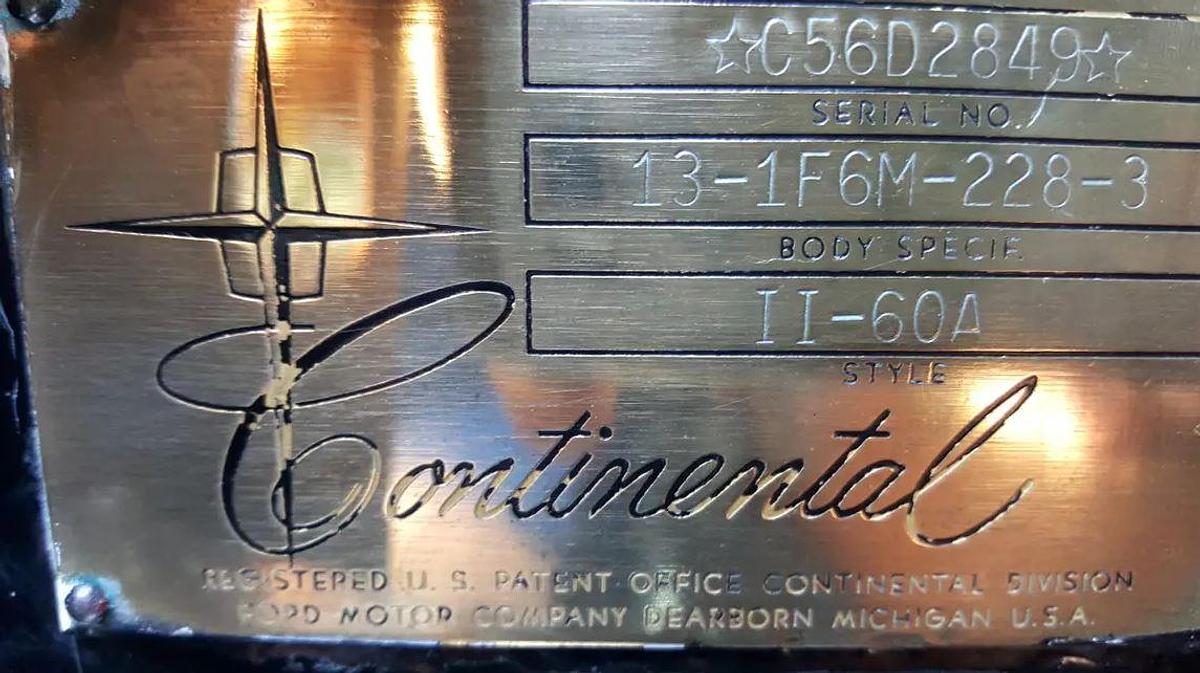 ☆C56D2849☆
SERIAL NO.
13-1F6M-228-3
BODY SPECIF.
II-60A
STYLE
Continental
REGISTERED U. S. PATENT OFFICE CONTINENTAL DIVISION
FORD MOTOR COMPANY DEARBORN MICHIGAN U.S.A.